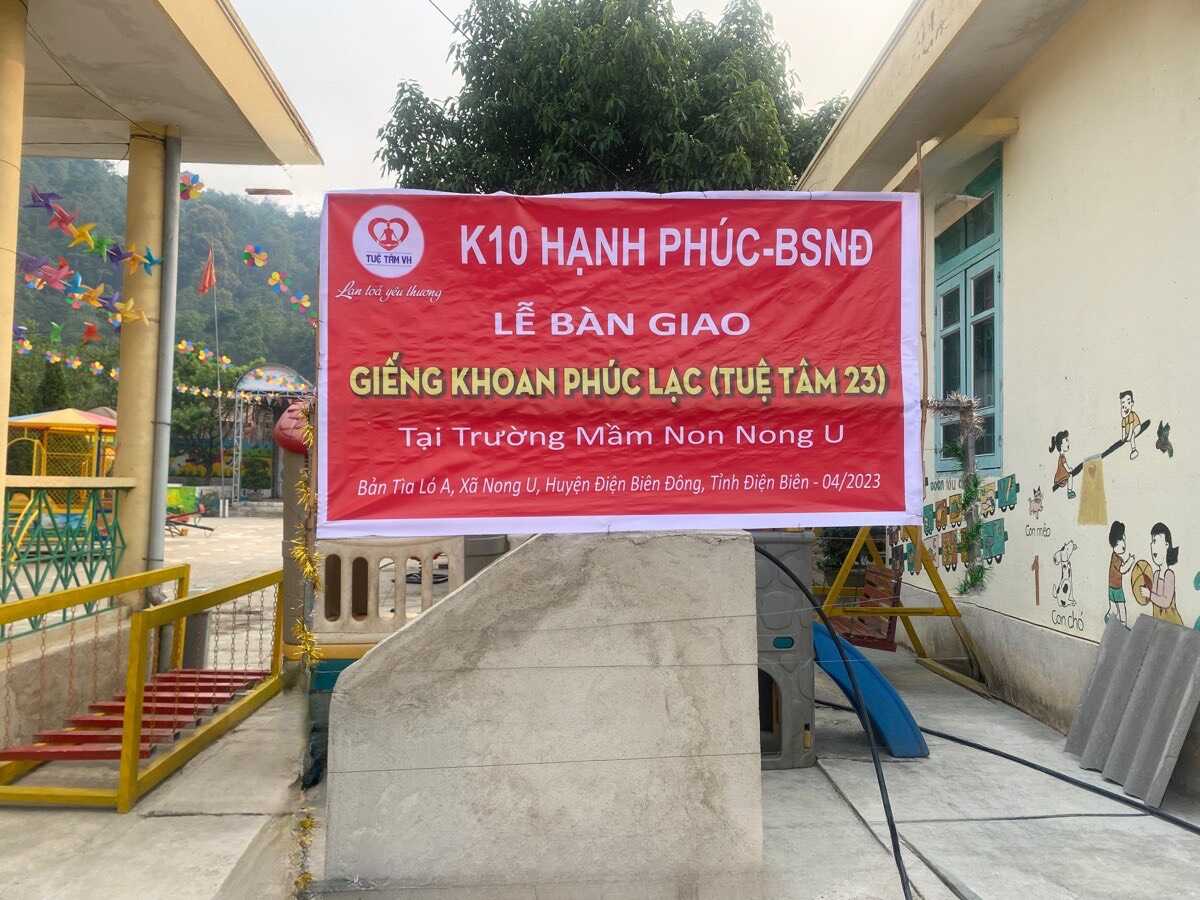 TUỆ TÂM VH
Lan toả yêu thương
K10 HẠNH PHÚC-BSNĐ
LỄ BÀN GIAO
GIẾNG KHOAN PHÚC LẠC (TUỆ TÂM 23)
Tại Trường Mầm Non Nong U
Bản Tìa Ló A, Xã Nong U, Huyện Điện Biên Đông, Tỉnh Điện Biên - 04/2023
Con mèo
1
Con chó